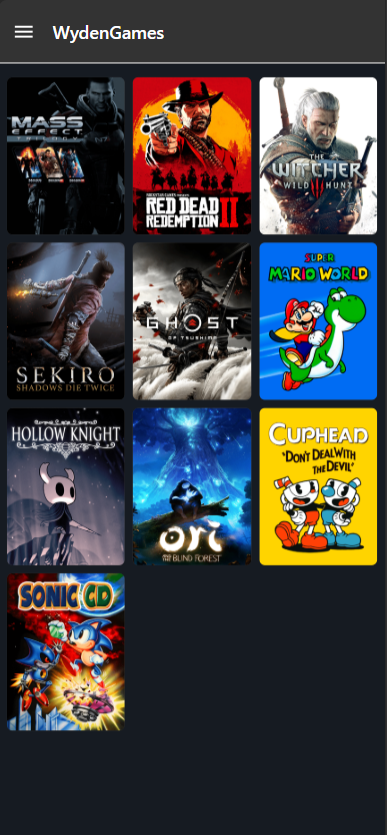 WydenGames
MASS
EFFECT
TRILOGY
RED DEAD
REDEMPTION II
THE
WITCHER
WILD HUNT
SEKIRO
SHADOWS DIE TWICE
GHOST
OF TSUSHIMA
SUPER
MARIO WORLD
HOLLOW KNIGHT
ori
AND THE BLIND FOREST
CUPHEAD
"DON'T DEAL WITH
THE DEVIL"
SONIC CD